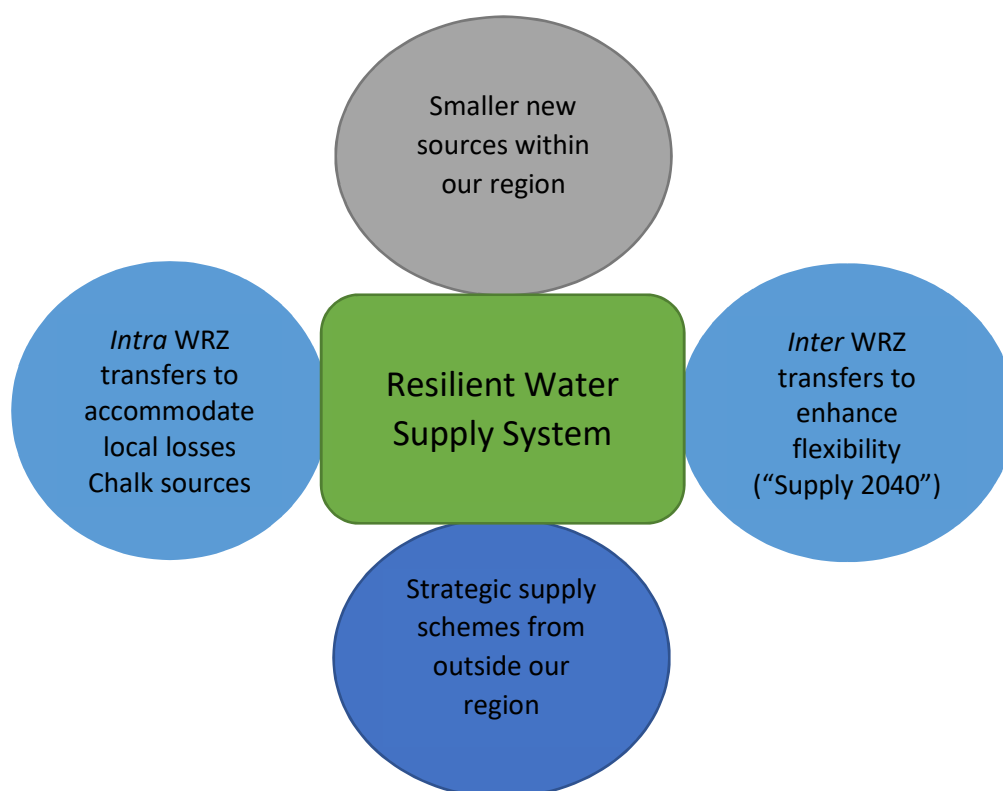 Smaller new
sources within
our region
Intra WRZ
transfers to
accommodate
local losses
Chalk sources
Resilient Water
Supply System
Inter WRZ
transfers to
enhance
flexibility
(“Supply 2040”)
Strategic supply
schemes from
outside our
region